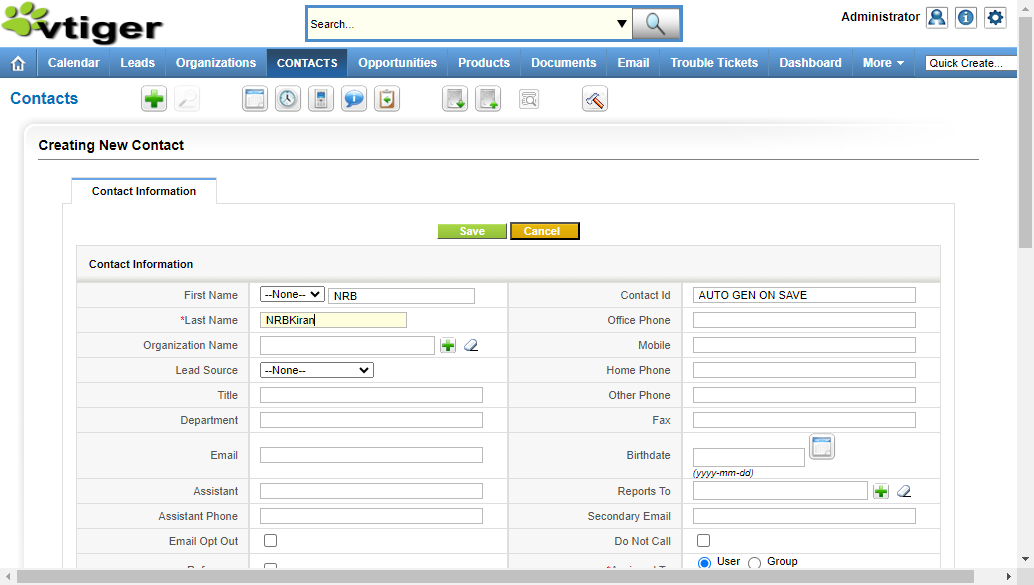 vtiger
Search...
Administrator
Calendar Leads Organizations CONTACTS Opportunities Products Documents Email Trouble Tickets Dashboard More Quick Create...
Contacts
Creating New Contact
Contact Information
Save Cancel
Contact Information
First Name --None-- NRB Contact Id AUTO GEN ON SAVE
*Last Name NRBKiran Office Phone
Organization Name Mobile
Lead Source --None-- Home Phone
Title Other Phone
Department Fax
Email Birthdate
(yyyy-mm-dd)
Assistant Reports To
Assistant Phone Secondary Email
Email Opt Out Do Not Call
User Group